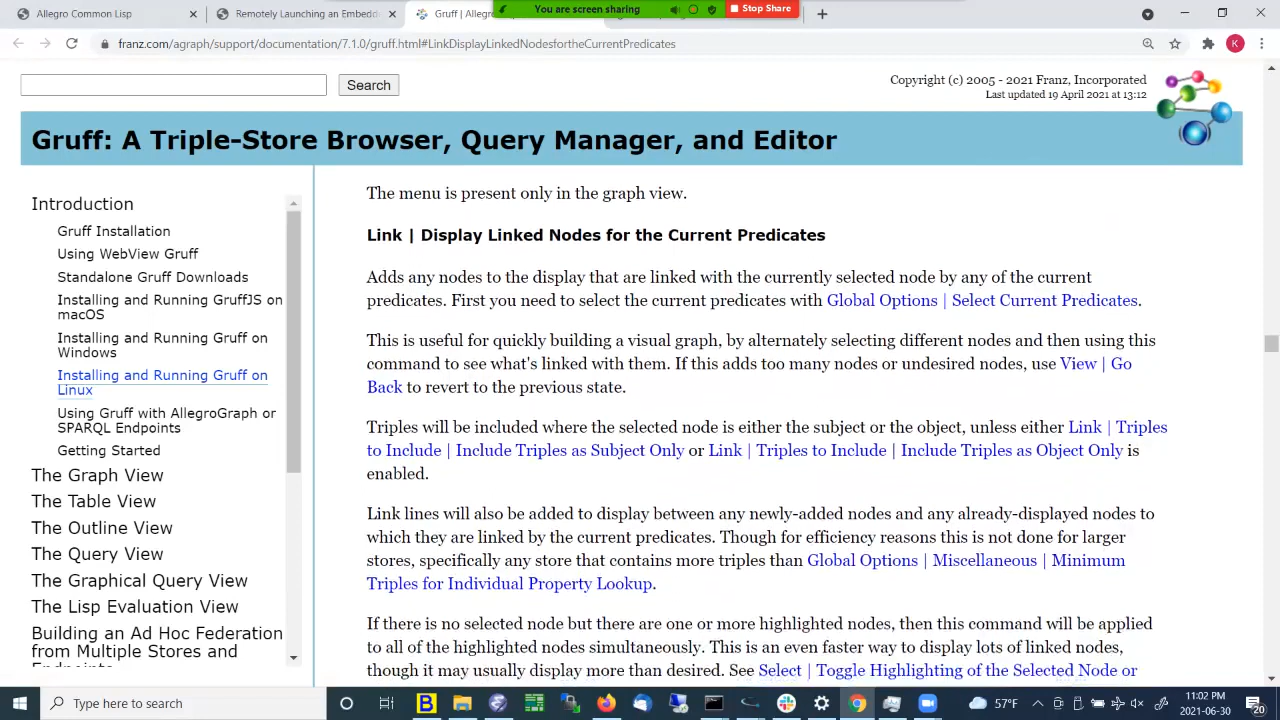 Allegro Common Lisp
Remotely Launching an Embedd
Gruff | Allegro
You are screen sharing
Stop Share
franz.com/agraph/support/documentation/7.1.0/gruff.html#LinkDisplayLinkedNodesfortheCurrentPredicates
K
Search
Copyright (c) 2005 - 2021 Franz, Incorporated
Last updated 19 April 2021 at 13:12
Gruff: A Triple-Store Browser, Query Manager, and Editor
Introduction
Gruff Installation
Using WebView Gruff
Standalone Gruff Downloads
Installing and Running GruffJS on
macOS
Installing and Running Gruff on
Windows
Installing and Running Gruff on
Linux
Using Gruff with AllegroGraph or
SPARQL Endpoints
Getting Started
The Graph View
The Table View
The Outline View
The Query View
The Graphical Query View
The Lisp Evaluation View
Building an Ad Hoc Federation
from Multiple Stores and
Endpoints
The menu is present only in the graph view.
Link | Display Linked Nodes for the Current Predicates
Adds any nodes to the display that are linked with the currently selected node by any of the current
predicates. First you need to select the current predicates with Global Options | Select Current Predicates.
This is useful for quickly building a visual graph, by alternately selecting different nodes and then using this
command to see what's linked with them. If this adds too many nodes or undesired nodes, use View | Go
Back to revert to the previous state.
Triples will be included where the selected node is either the subject or the object, unless either Link | Triples
to Include | Include Triples as Subject Only or Link | Triples to Include | Include Triples as Object Only is
enabled.
Link lines will also be added to display between any newly-added nodes and any already-displayed nodes to
which they are linked by the current predicates. Though for efficiency reasons this is not done for larger
stores, specifically any store that contains more triples than Global Options | Miscellaneous | Minimum
Triples for Individual Property Lookup.
If there is no selected node but there are one or more highlighted nodes, then this command will be applied
to all of the highlighted nodes simultaneously. This is an even faster way to display lots of linked nodes,
though it may usually display more than desired. See Select | Toggle Highlighting of the Selected Node or
Type here to search
B
57°F
11:02 PM
2021-06-30
20